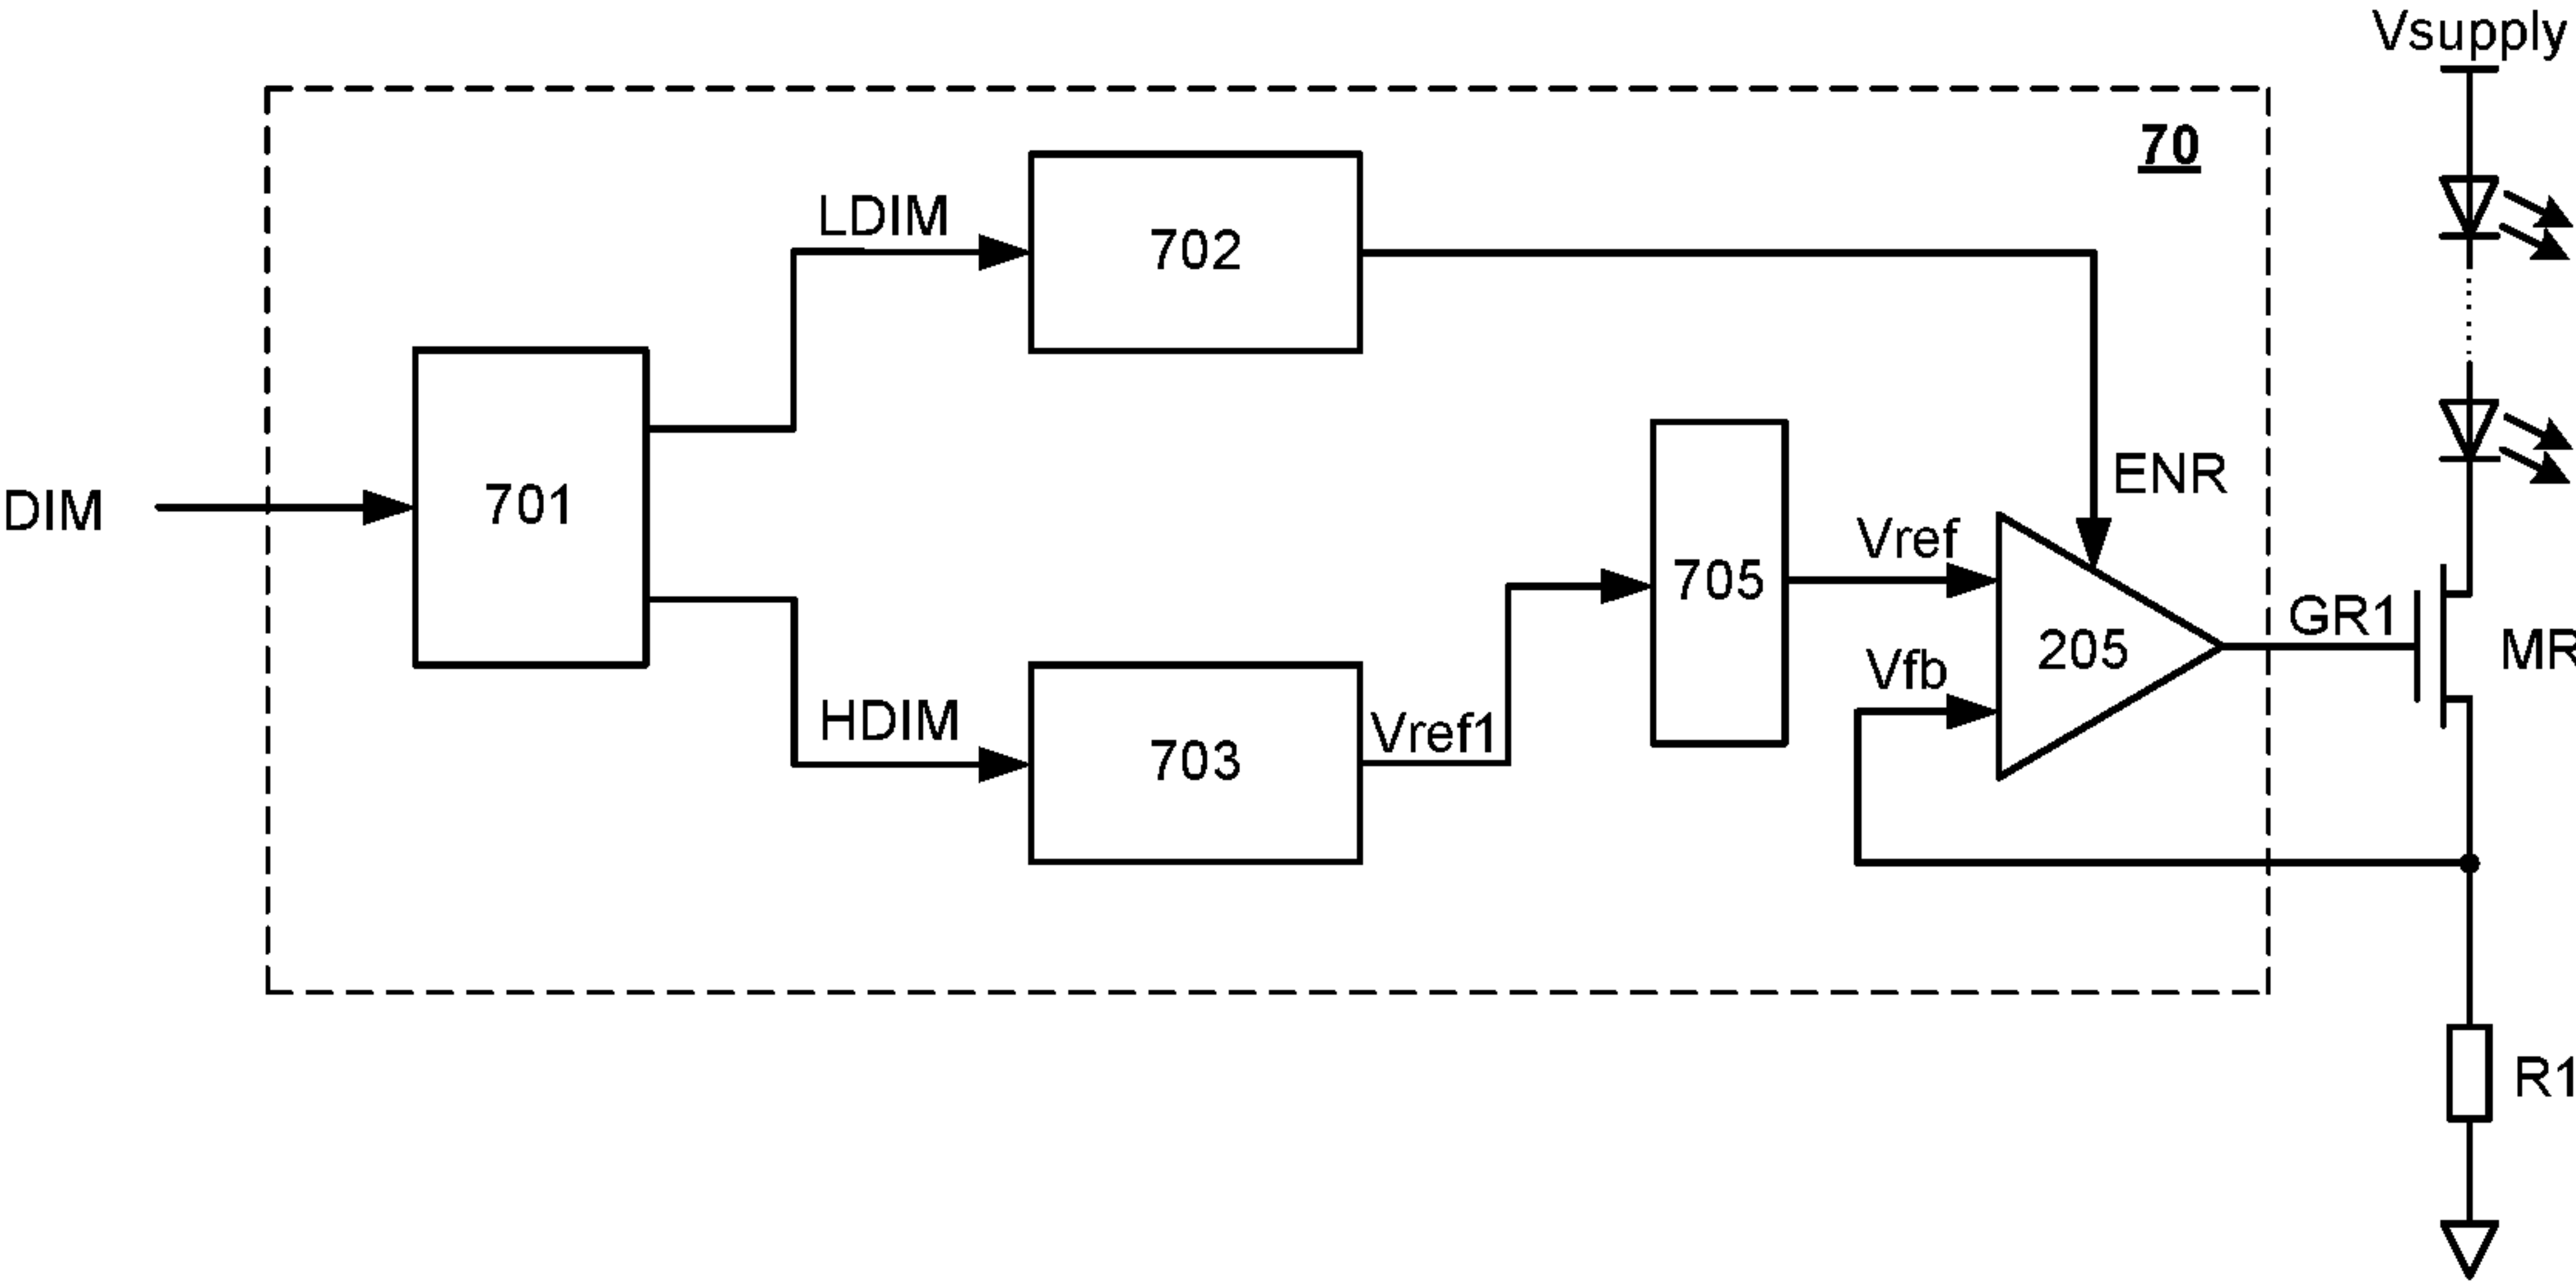 Vsupply
70
LDIM
702
DIM
701
ENR
Vref
705
GR1
205
MR
Vfb
HDIM
Vref1
703
R1